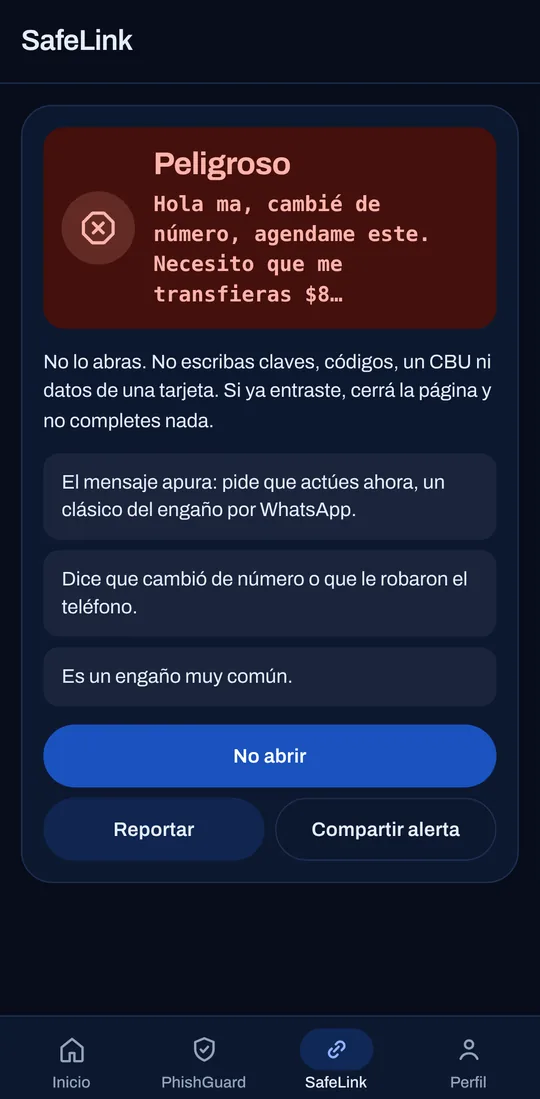 SafeLink
Peligroso
Hola ma, cambié de
número, agendame este.
Necesito que me
transfieras $8…
No lo abras. No escribas claves, códigos, un CBU ni
datos de una tarjeta. Si ya entraste, cerrá la página y
no completes nada.
El mensaje apura: pide que actúes ahora, un
clásico del engaño por WhatsApp.
Dice que cambió de número o que le robaron el
teléfono.
Es un engaño muy común.
No abrir
Reportar
Compartir alerta
Inicio
PhishGuard
SafeLink
Perfil